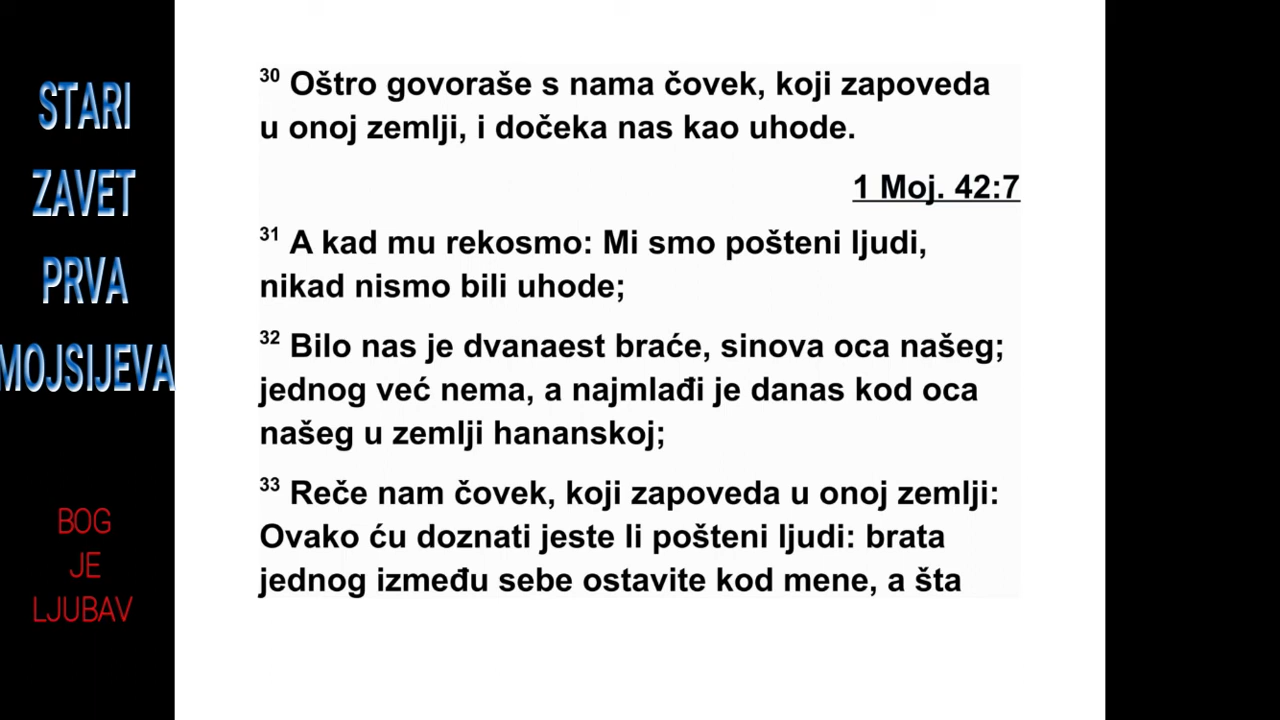 STARI
ZAVET
PRVA
MOJSIJEVA
BOG
JE
LJUBAV
30 Oštro govoraše s nama čovek, koji zapoveda
u onoj zemlji, i dočeka nas kao uhode.
1 Moj. 42:7
31 A kad mu rekosmo: Mi smo pošteni ljudi,
nikad nismo bili uhode;
32 Bilo nas je dvanaest braće, sinova oca našeg;
jednog već nema, a najmlađi je danas kod oca
našeg u zemlji hananskoj;
33 Reče nam čovek, koji zapoveda u onoj zemlji:
Ovako ću doznati jeste li pošteni ljudi: brata
jednog između sebe ostavite kod mene, a šta